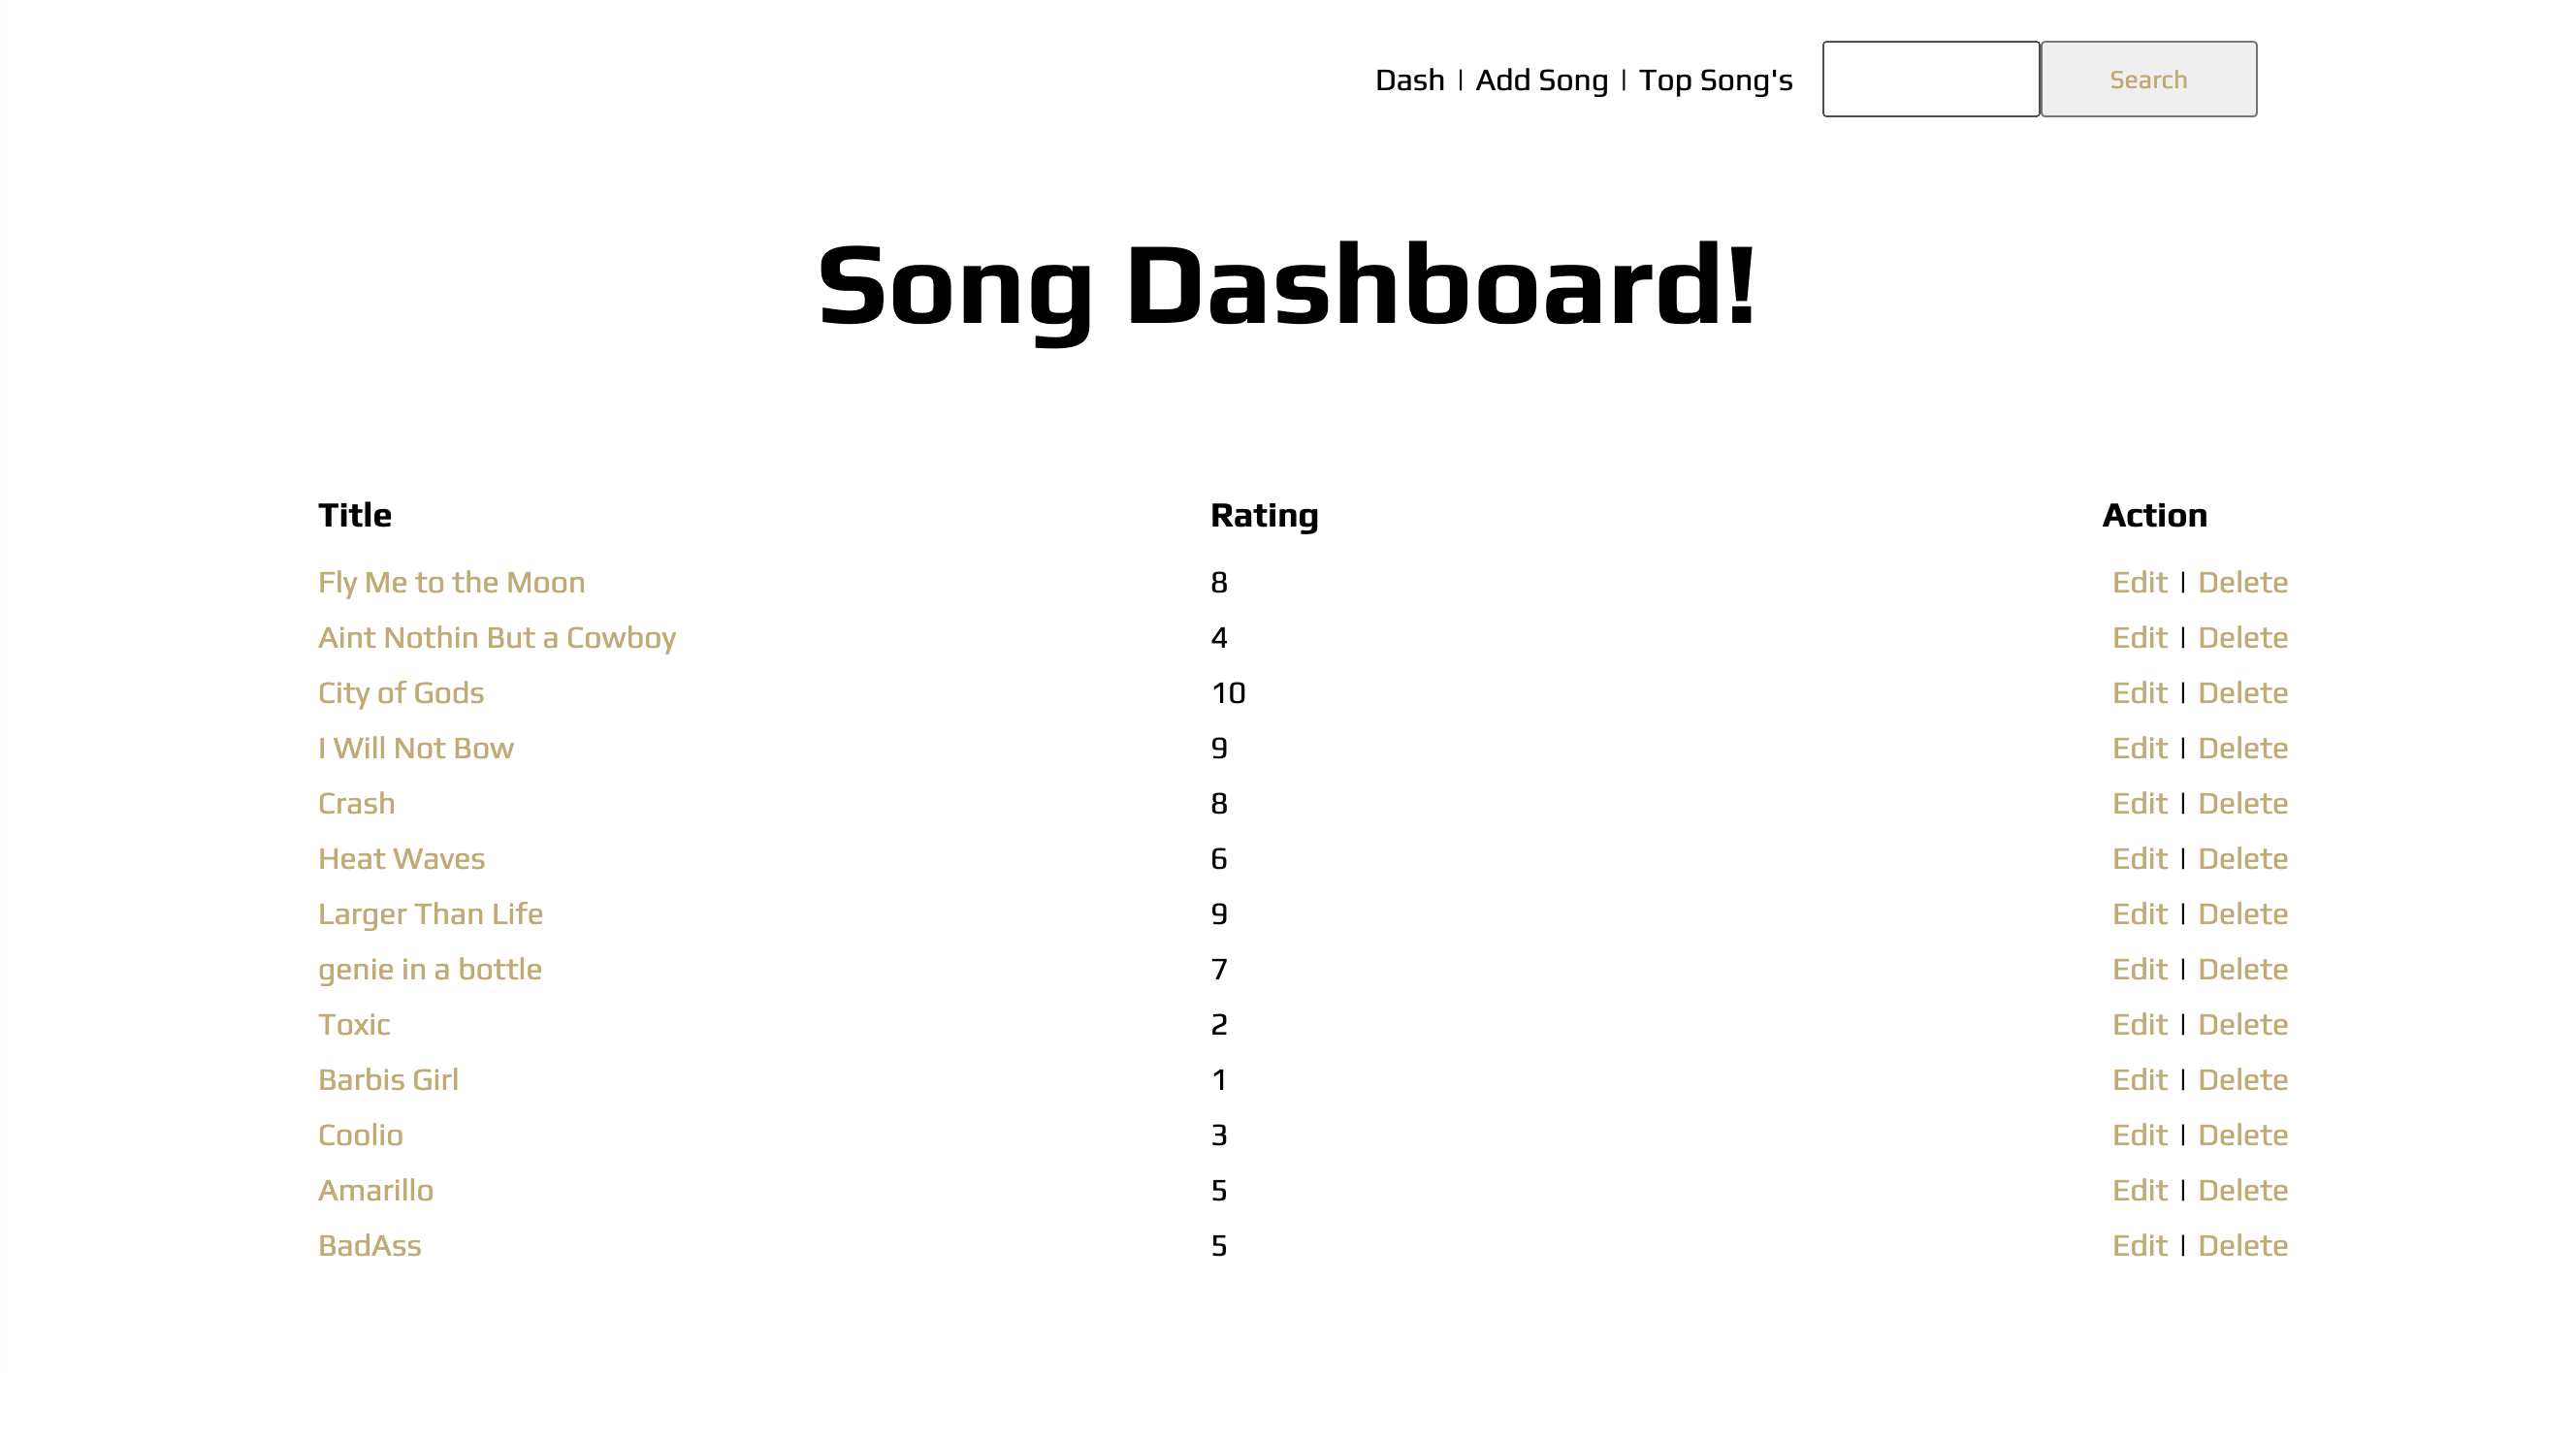 Dash | Add Song | Top Song's Search
Song Dashboard!
Title Rating Action
Fly Me to the Moon 8 Edit | Delete
Aint Nothin But a Cowboy 4 Edit | Delete
City of Gods 10 Edit | Delete
I Will Not Bow 9 Edit | Delete
Crash 8 Edit | Delete
Heat Waves 6 Edit | Delete
Larger Than Life 9 Edit | Delete
genie in a bottle 7 Edit | Delete
Toxic 2 Edit | Delete
Barbis Girl 1 Edit | Delete
Coolio 3 Edit | Delete
Amarillo 5 Edit | Delete
BadAss 5 Edit | Delete